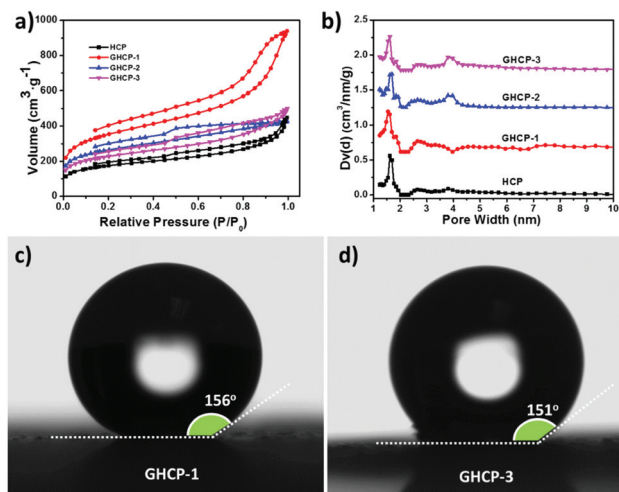 a)
1000
800
600
400
200
0
Volume (cm³·g⁻¹)
HCP
GHCP-1
GHCP-2
GHCP-3
0.0 0.2 0.4 0.6 0.8 1.0
Relative Pressure (P/P₀)
b)
2.5
2.0
1.5
1.0
0.5
0.0
Dv(d) (cm³/nm/g)
GHCP-3
GHCP-2
GHCP-1
HCP
1 2 3 4 5 6 7 8 9 10
Pore Width (nm)
c)
156°
GHCP-1
d)
151°
GHCP-3